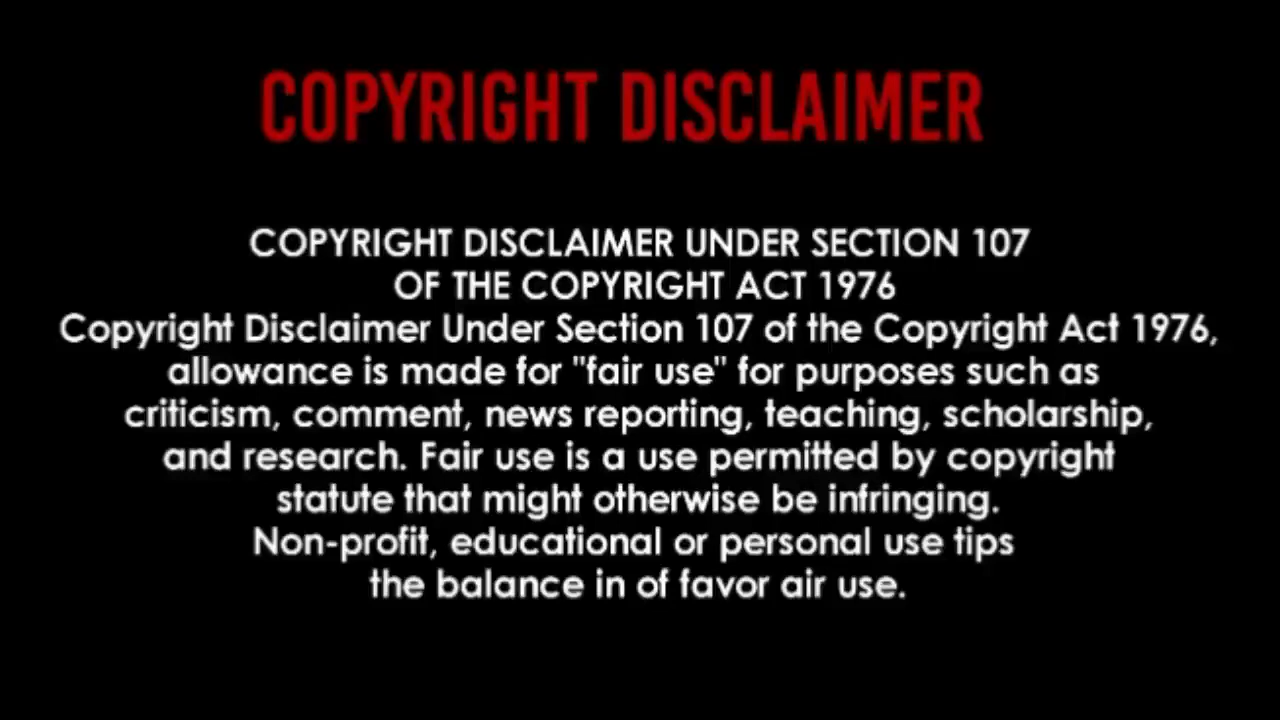 COPYRIGHT DISCLAIMER
COPYRIGHT DISCLAIMER UNDER SECTION 107
OF THE COPYRIGHT ACT 1976
Copyright Disclaimer Under Section 107 of the Copyright Act 1976,
allowance is made for "fair use" for purposes such as
criticism, comment, news reporting, teaching, scholarship,
and research. Fair use is a use permitted by copyright
statute that might otherwise be infringing.
Non-profit, educational or personal use tips
the balance in of favor air use.